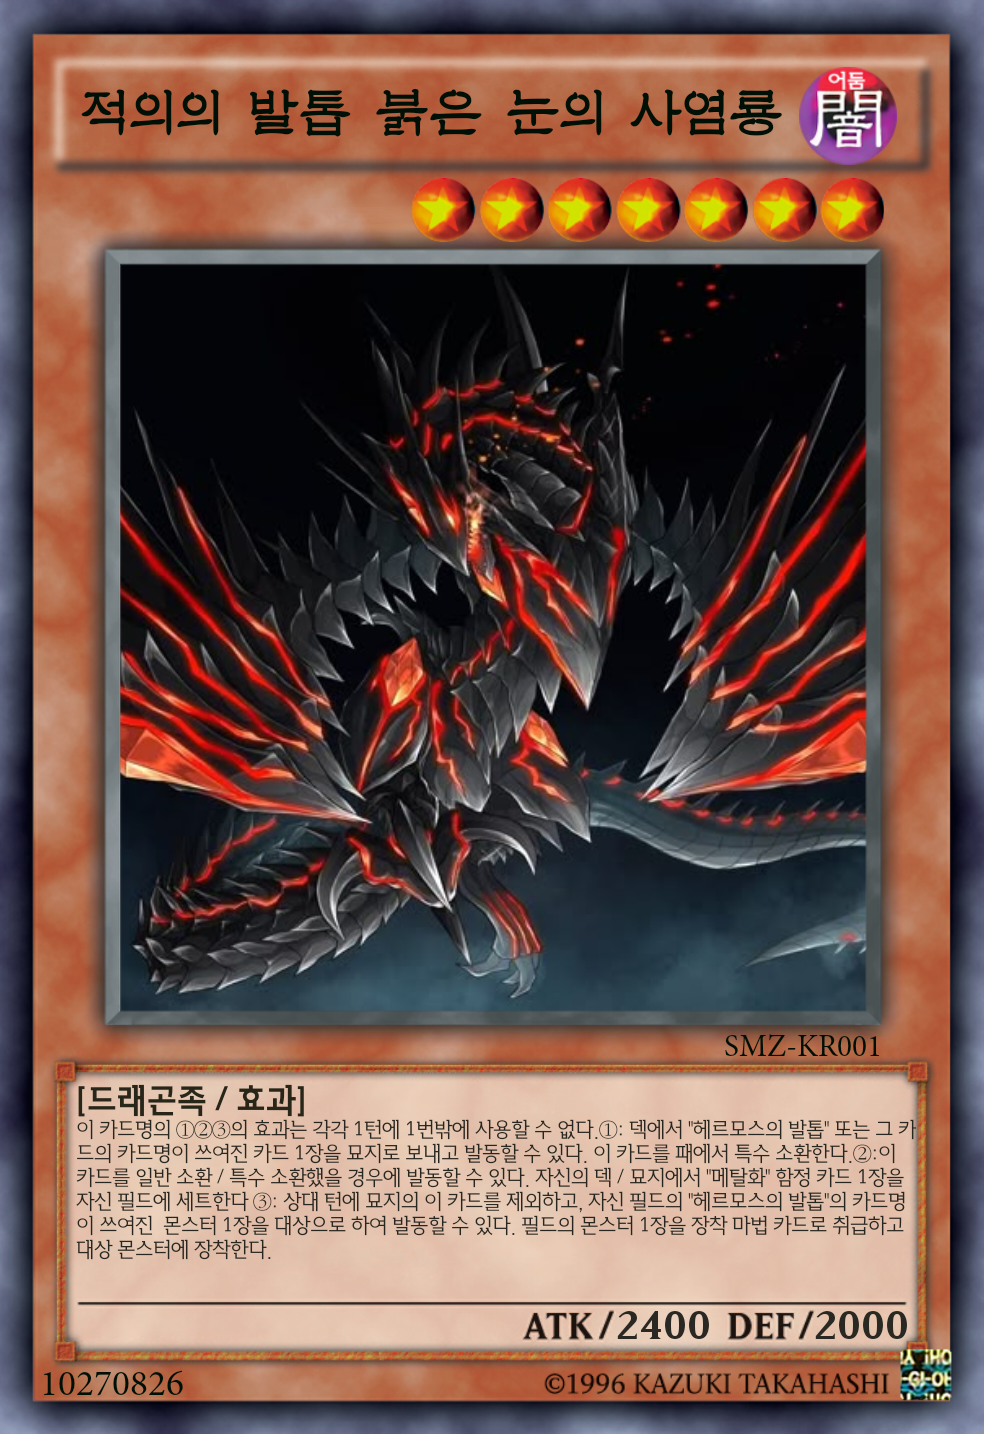 적의의 발톱 붉은 눈의 사염룡
어둠
闇
SMZ-KR001
[드래곤족 / 효과]
이 카드명의 ①②③의 효과는 각각 1턴에 1번밖에 사용할 수 없다.①: 덱에서 "헤르모스의 발톱" 또는 그 카
드의 카드명이 쓰여진 카드 1장을 묘지로 보내고 발동할 수 있다. 이 카드를 패에서 특수 소환한다.②:이
카드를 일반 소환 / 특수 소환했을 경우에 발동할 수 있다. 자신의 덱 / 묘지에서 "메탈화" 함정 카드 1장을
자신 필드에 세트한다 ③: 상대 턴에 묘지의 이 카드를 제외하고, 자신 필드의 "헤르모스의 발톱"의 카드명
이 쓰여진 몬스터 1장을 대상으로 하여 발동할 수 있다. 필드의 몬스터 1장을 장착 마법 카드로 취급하고
대상 몬스터에 장착한다.
ATK/2400 DEF/2000
10270826
©1996 KAZUKI TAKAHASHI